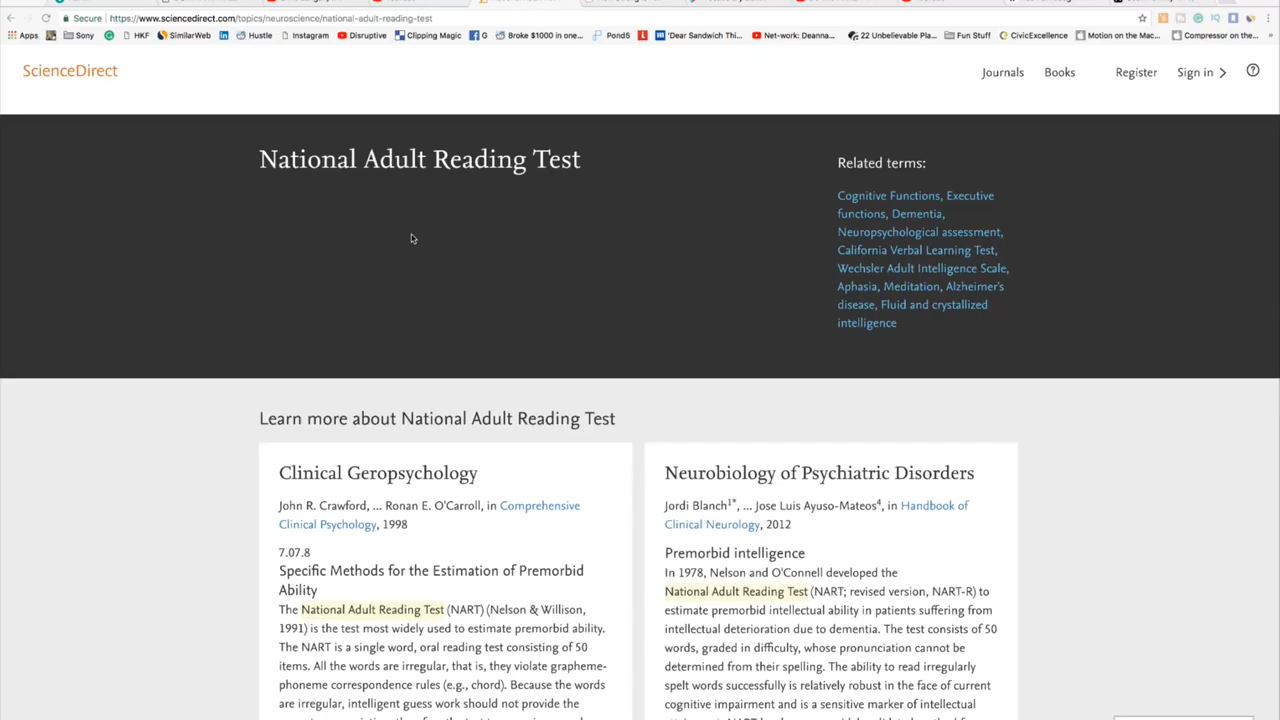 Secure https://www.sciencedirect.com/topics/neuroscience/national-adult-reading-test
Apps Sony HKF SimilarWeb Hustle Instagram Disruptive Clipping Magic G Broke $1000 in one... Pond5 'Dear Sandwich Thi... Net-work: Deanna... 22 Unbelievable Pla... Fun Stuff CivicExcellence Motion on the Mac... Compressor on the... »
ScienceDirect
Journals Books Register Sign in
National Adult Reading Test
Related terms:
Cognitive Functions, Executive
functions, Dementia,
Neuropsychological assessment,
California Verbal Learning Test,
Wechsler Adult Intelligence Scale,
Aphasia, Meditation, Alzheimer's
disease, Fluid and crystallized
intelligence
Learn more about National Adult Reading Test
Clinical Geropsychology
John R. Crawford, ... Ronan E. O'Carroll, in Comprehensive
Clinical Psychology, 1998
7.07.8
Specific Methods for the Estimation of Premorbid
Ability
The National Adult Reading Test (NART) (Nelson & Willison,
1991) is the test most widely used to estimate premorbid ability.
The NART is a single word, oral reading test consisting of 50
items. All the words are irregular, that is, they violate grapheme-
phoneme correspondence rules (e.g., chord). Because the words
are irregular, intelligent guess work should not provide the
Neurobiology of Psychiatric Disorders
Jordi Blanch1*, ... Jose Luis Ayuso-Mateos4, in Handbook of
Clinical Neurology, 2012
Premorbid intelligence
In 1978, Nelson and O'Connell developed the
National Adult Reading Test (NART; revised version, NART-R) to
estimate premorbid intellectual ability in patients suffering from
intellectual deterioration due to dementia. The test consists of 50
words, graded in difficulty, whose pronunciation cannot be
determined from their spelling. The ability to read irregularly
spelt words successfully is relatively robust in the face of current
cognitive impairment and is a sensitive marker of intellectual